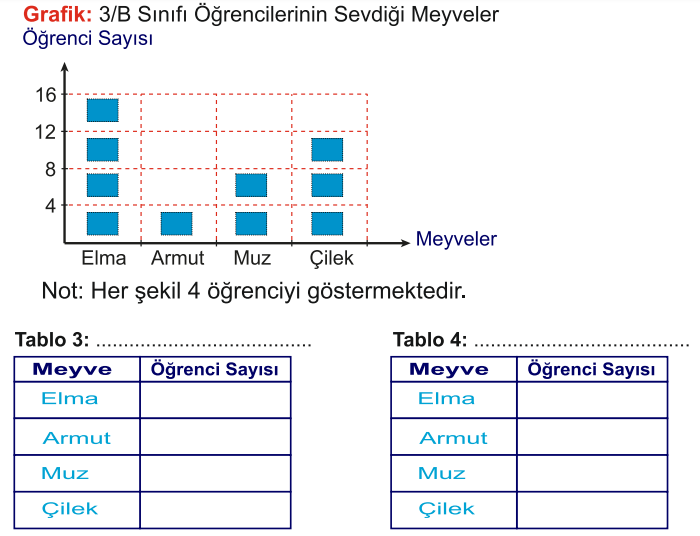 Grafik: 3/B Sınıfı Öğrencilerinin Sevdiği Meyveler
Öğrenci Sayısı
16
12
8
4
Elma Armut Muz Çilek
Meyveler
Not: Her şekil 4 öğrenciyi göstermektedir.
Tablo 3: .......................................
Meyve Öğrenci Sayısı
Elma
Armut
Muz
Çilek
Tablo 4: .......................................
Meyve Öğrenci Sayısı
Elma
Armut
Muz
Çilek